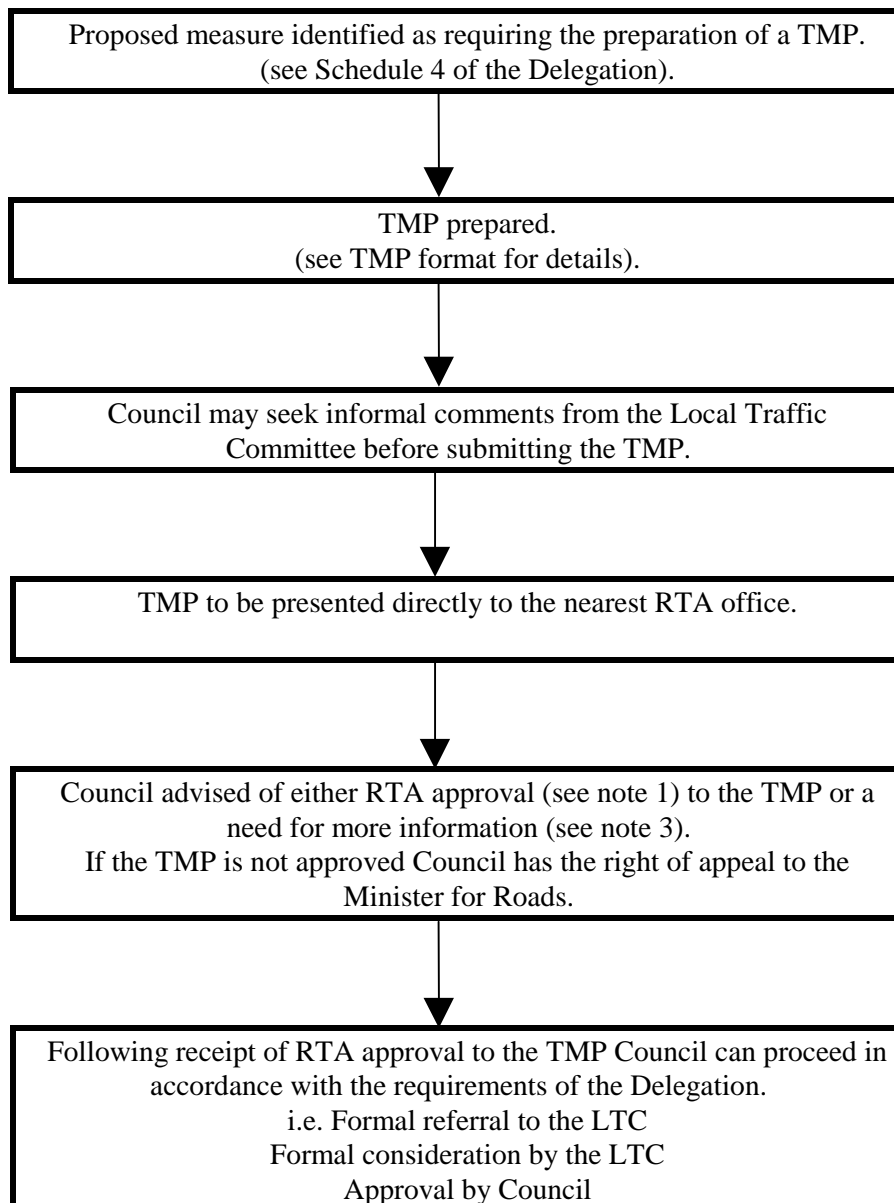 Proposed measure identified as requiring the preparation of a TMP.
(see Schedule 4 of the Delegation).
TMP prepared.
(see TMP format for details).
Council may seek informal comments from the Local Traffic
Committee before submitting the TMP.
TMP to be presented directly to the nearest RTA office.
Council advised of either RTA approval (see note 1) to the TMP or a
need for more information (see note 3).
If the TMP is not approved Council has the right of appeal to the
Minister for Roads.
Following receipt of RTA approval to the TMP Council can proceed in
accordance with the requirements of the Delegation.
i.e. Formal referral to the LTC
Formal consideration by the LTC
Approval by Council